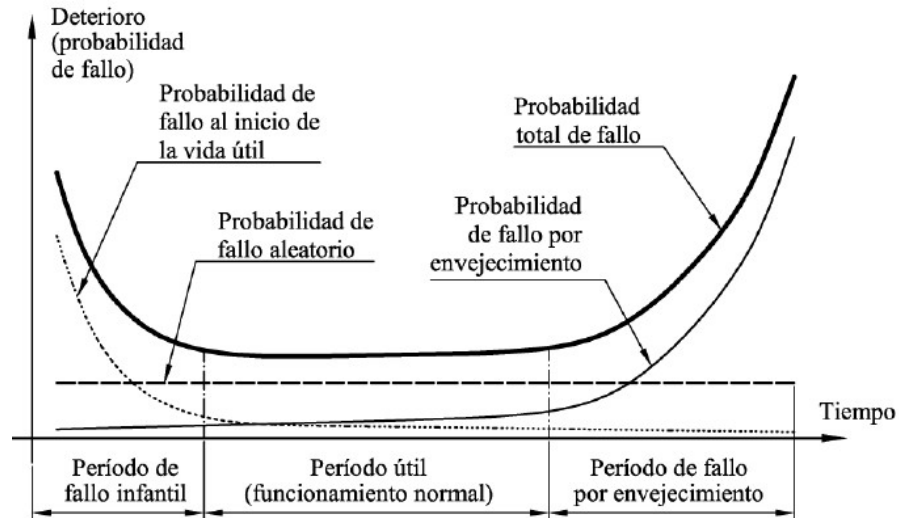 Deterioro
(probabilidad
de fallo)
Probabilidad de
fallo al inicio de
la vida útil
Probabilidad
total de fallo
Probabilidad de
fallo aleatorio
Probabilidad
de fallo por
envejecimiento
Tiempo
Período de
fallo infantil
Período útil
(funcionamiento normal)
Período de fallo
por envejecimiento